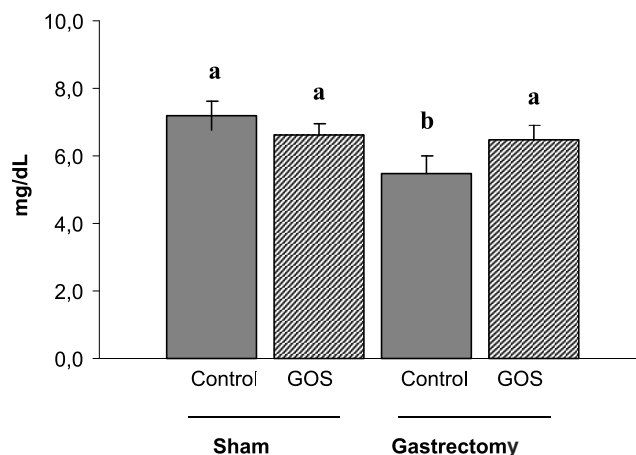 10,0
8,0
6,0
4,0
2,0
0,0
mg/dL
a
a
b
a
Control
GOS
Control
GOS
Sham
Gastrectomy